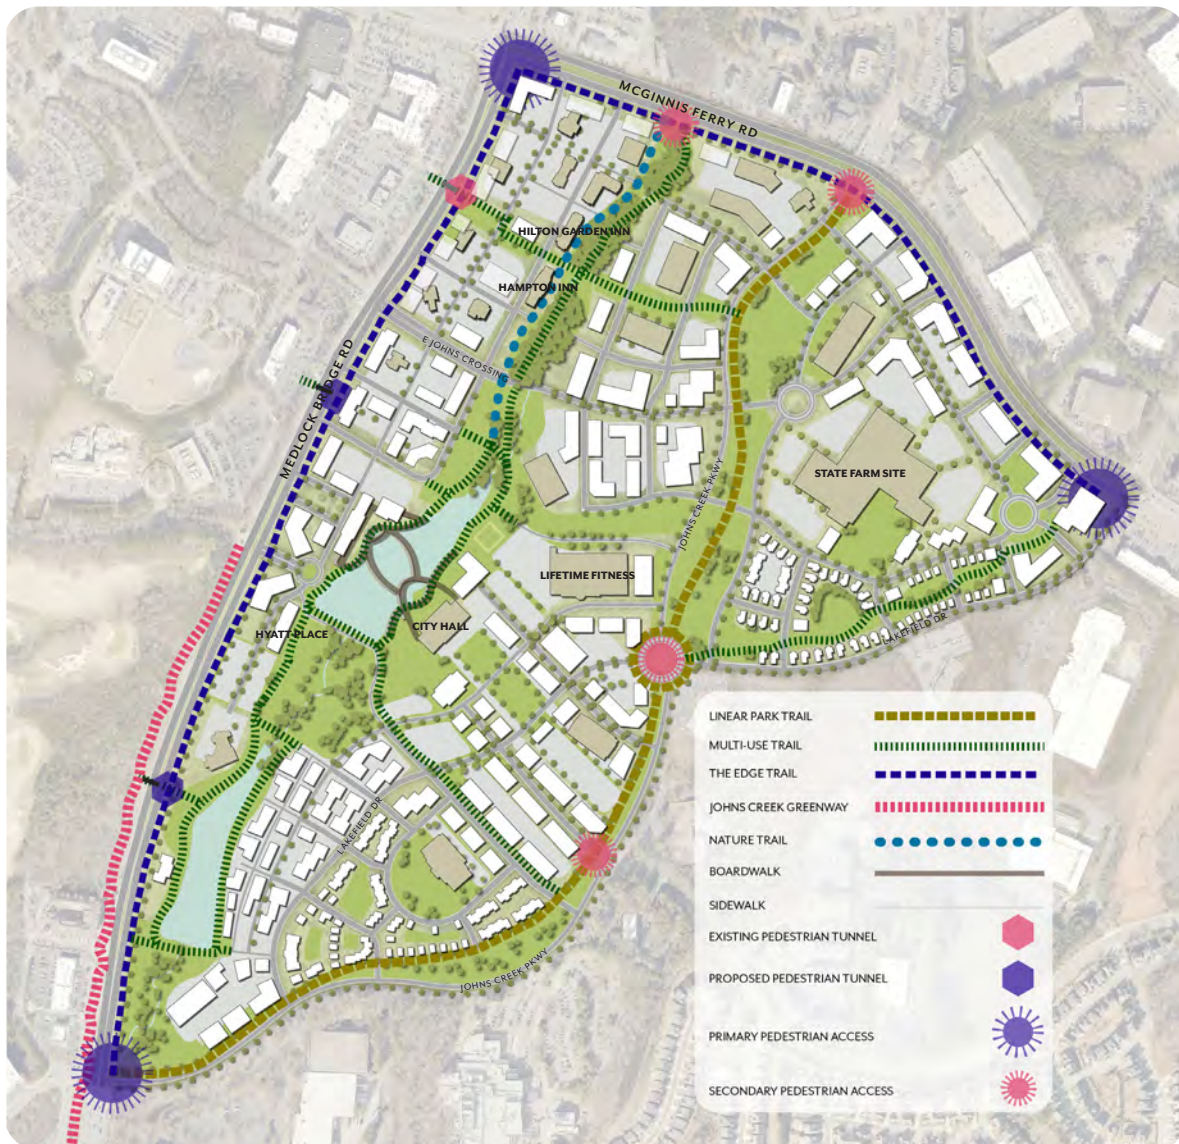 MCGINNIS FERRY RD
HILTON GARDEN INN
HAMPTON INN
E JOHNS CROSSING
MEDLOCK BRIDGE RD
STATE FARM SITE
JOHNS CREEK PKWY
LIFETIME FITNESS
CITY HALL
HYATT PLACE
LAKEFIELD DR
LAKEFIELD DR
JOHNS CREEK PKWY
LINEAR PARK TRAIL
MULTI-USE TRAIL
THE EDGE TRAIL
JOHNS CREEK GREENWAY
NATURE TRAIL
BOARDWALK
SIDEWALK
EXISTING PEDESTRIAN TUNNEL
PROPOSED PEDESTRIAN TUNNEL
PRIMARY PEDESTRIAN ACCESS
SECONDARY PEDESTRIAN ACCESS